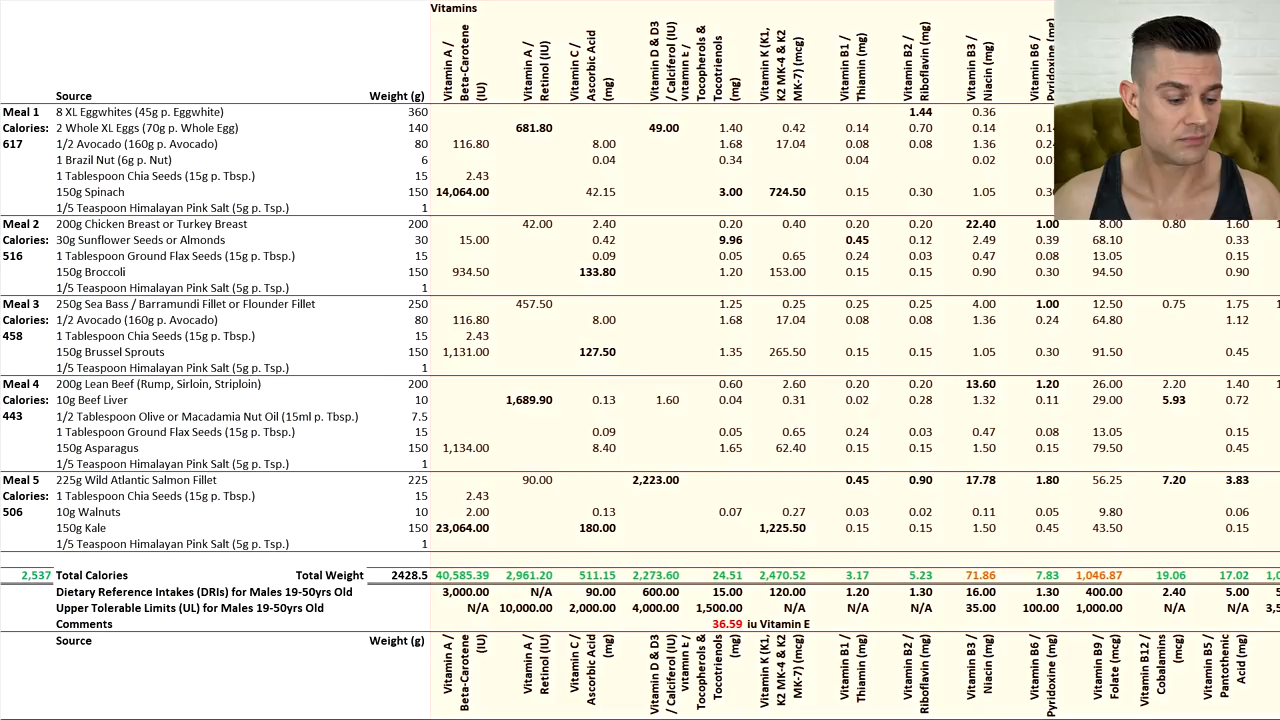 Vitamins
Source Weight (g) Vitamin A / Beta-Carotene (IU) Vitamin A / Retinol (IU) Vitamin C / Ascorbic Acid (mg) Vitamin D & D3 / Calciferol (IU) Vitamin E / Tocopherols & Tocotrienols (mg) Vitamin K (K1, K2 MK-4 & K2 MK-7) (mcg) Vitamin B1 / Thiamin (mg) Vitamin B2 / Riboflavin (mg) Vitamin B3 / Niacin (mg) Vitamin B6 / Pyridoxine (mg)
Meal 1 8 XL Eggwhites (45g p. Eggwhite) 360 1.44 0.36
Calories: 2 Whole XL Eggs (70g p. Whole Egg) 140 681.80 49.00 1.40 0.42 0.14 0.70 0.14
617 1/2 Avocado (160g p. Avocado) 80 116.80 8.00 1.68 17.04 0.08 0.08 1.36
1 Brazil Nut (6g p. Nut) 6 0.04 0.34 0.04 0.02
1 Tablespoon Chia Seeds (15g p. Tbsp.) 15 2.43
150g Spinach 150 14,064.00 42.15 3.00 724.50 0.15 0.30 1.05
1/5 Teaspoon Himalayan Pink Salt (5g p. Tsp.) 1
Meal 2 200g Chicken Breast or Turkey Breast 200 42.00 2.40 0.20 0.40 0.20 0.20 22.40 1.00 8.00 0.80 1.60
Calories: 30g Sunflower Seeds or Almonds 30 15.00 0.42 9.96 0.45 0.12 2.49 0.39 68.10 0.33
516 1 Tablespoon Ground Flax Seeds (15g p. Tbsp.) 15 0.09 0.05 0.65 0.24 0.03 0.47 0.08 13.05 0.15
150g Broccoli 150 934.50 133.80 1.20 153.00 0.15 0.15 0.90 0.30 94.50 0.90
1/5 Teaspoon Himalayan Pink Salt (5g p. Tsp.) 1
Meal 3 250g Sea Bass / Barramundi Fillet or Flounder Fillet 250 457.50 1.25 0.25 0.25 0.25 4.00 1.00 12.50 0.75 1.75
Calories: 1/2 Avocado (160g p. Avocado) 80 116.80 8.00 1.68 17.04 0.08 0.08 1.36 0.24 64.80 1.12
458 1 Tablespoon Chia Seeds (15g p. Tbsp.) 15 2.43
150g Brussel Sprouts 150 1,131.00 127.50 1.35 265.50 0.15 0.15 1.05 0.30 91.50 0.45
1/5 Teaspoon Himalayan Pink Salt (5g p. Tsp.) 1
Meal 4 200g Lean Beef (Rump, Sirloin, Striploin) 200 0.60 2.60 0.20 0.20 13.60 1.20 26.00 2.20 1.40
Calories: 10g Beef Liver 10 1,689.90 0.13 1.60 0.04 0.31 0.02 0.28 1.32 0.11 29.00 5.93 0.72
443 1/2 Tablespoon Olive or Macadamia Nut Oil (15ml p. Tbsp.) 7.5
1 Tablespoon Ground Flax Seeds (15g p. Tbsp.) 15 0.09 0.05 0.65 0.24 0.03 0.47 0.08 13.05 0.15
150g Asparagus 150 1,134.00 8.40 1.65 62.40 0.15 0.15 1.50 0.15 79.50 0.45
1/5 Teaspoon Himalayan Pink Salt (5g p. Tsp.) 1
Meal 5 225g Wild Atlantic Salmon Fillet 225 90.00 2,223.00 0.45 0.90 17.78 1.80 56.25 7.20 3.83
Calories: 1 Tablespoon Chia Seeds (15g p. Tbsp.) 15 2.43
506 10g Walnuts 10 2.00 0.13 0.07 0.27 0.03 0.02 0.11 0.05 9.80 0.06
150g Kale 150 23,064.00 180.00 1,225.50 0.15 0.15 1.50 0.45 43.50 0.15
1/5 Teaspoon Himalayan Pink Salt (5g p. Tsp.) 1
2,537 Total Calories Total Weight 2428.5 40,585.39 2,961.20 511.15 2,273.60 24.51 2,470.52 3.17 5.23 71.86 7.83 1,046.87 19.06 17.02
Dietary Reference Intakes (DRIs) for Males 19-50yrs Old 3,000.00 N/A 90.00 600.00 15.00 120.00 1.20 1.30 16.00 1.30 400.00 2.40 5.00
Upper Tolerable Limits (UL) for Males 19-50yrs Old N/A 10,000.00 2,000.00 4,000.00 1,500.00 N/A N/A N/A 35.00 100.00 1,000.00 N/A N/A
Comments 36.59 iu Vitamin E
Source Weight (g) Vitamin A / Beta-Carotene (IU) Vitamin A / Retinol (IU) Vitamin C / Ascorbic Acid (mg) Vitamin D & D3 / Calciferol (IU) Vitamin E / Tocopherols & Tocotrienols (mg) Vitamin K (K1, K2 MK-4 & K2 MK-7) (mcg) Vitamin B1 / Thiamin (mg) Vitamin B2 / Riboflavin (mg) Vitamin B3 / Niacin (mg) Vitamin B6 / Pyridoxine (mg) Vitamin B9 / Folate (mcg) Vitamin B12 / Cobalamins (mcg) Vitamin B5 / Pantothenic Acid (mg)